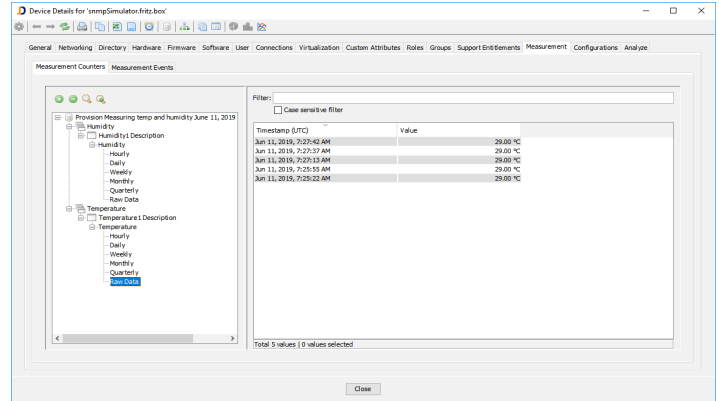 Device Details for 'snmpSimulator.fritz.box'
General Networking Directory Hardware Firmware Software User Connections Virtualization Custom Attributes Roles Groups Support Entitlements Measurement Configurations Analyze
Measurement Counters Measurement Events
Provision Measuring temp and humidity June 11, 2019
Humidity
Humidity1 Description
Humidity
Hourly
Daily
Weekly
Monthly
Quarterly
Raw Data
Temperature
Temperature1 Description
Temperature
Hourly
Daily
Weekly
Monthly
Quarterly
Raw Data
Filter:
Case sensitive filter
Timestamp (UTC) Value
Jun 11, 2019, 7:27:42 AM 29.00 °C
Jun 11, 2019, 7:27:37 AM 29.00 °C
Jun 11, 2019, 7:27:13 AM 29.00 °C
Jun 11, 2019, 7:25:55 AM 29.00 °C
Jun 11, 2019, 7:25:22 AM 29.00 °C
Total 5 values | 0 values selected
Close